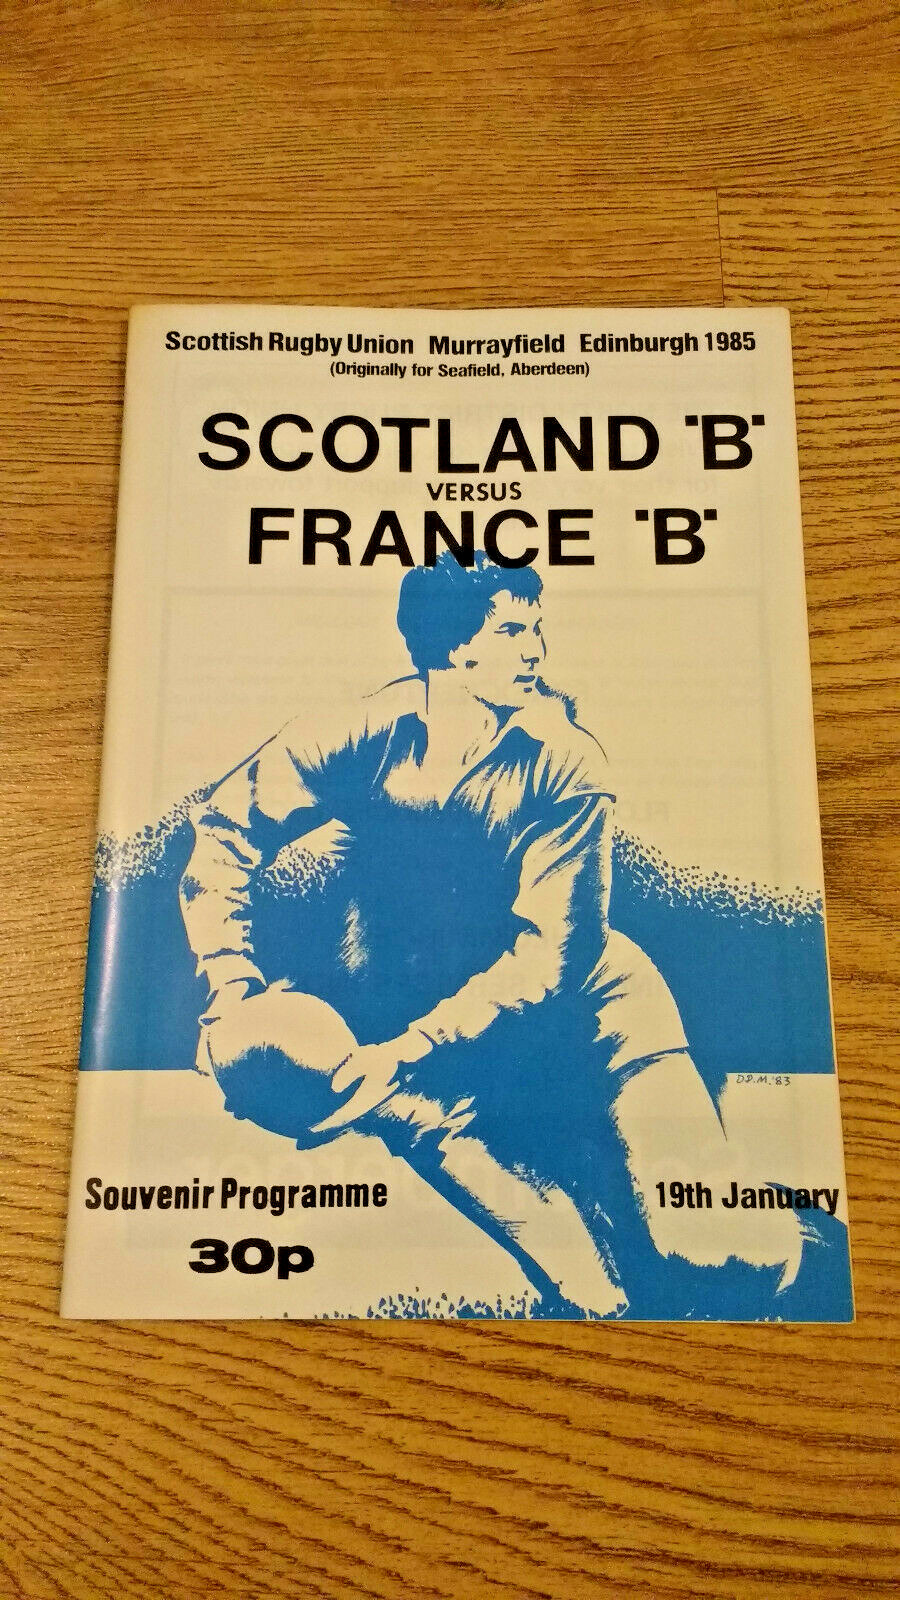 Scottish Rugby Union Murrayfield Edinburgh 1985
(Originally for Seafield, Aberdeen)
SCOTLAND "B"
VERSUS
FRANCE "B"
D.D.M. '83
Souvenir Programme
19th January
30p